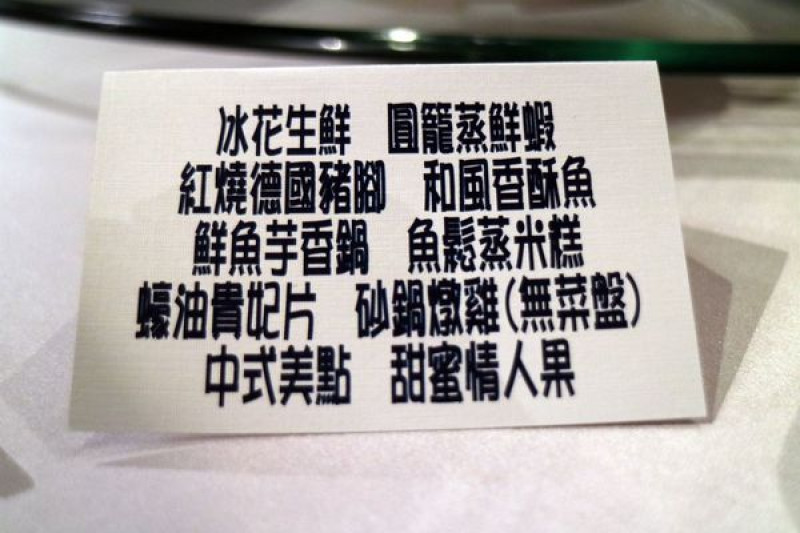 冰花生鮮 圓籠蒸鮮蝦
紅燒德國豬腳 和風香酥魚
鮮魚芋香鍋 魚鬆蒸米糕
蠔油貴妃片 砂鍋燉雞(無菜盤)
中式美點 甜蜜情人果